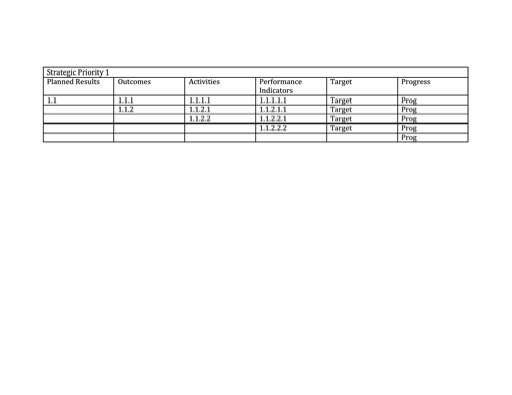 Strategic Priority 1
Planned Results Outcomes Activities Performance Indicators Target Progress
1.1 1.1.1 1.1.1.1 1.1.1.1.1 Target Prog
1.1.2 1.1.2.1 1.1.2.1.1 Target Prog
1.1.2.2 1.1.2.2.1 Target Prog
1.1.2.2.2 Target Prog
Prog